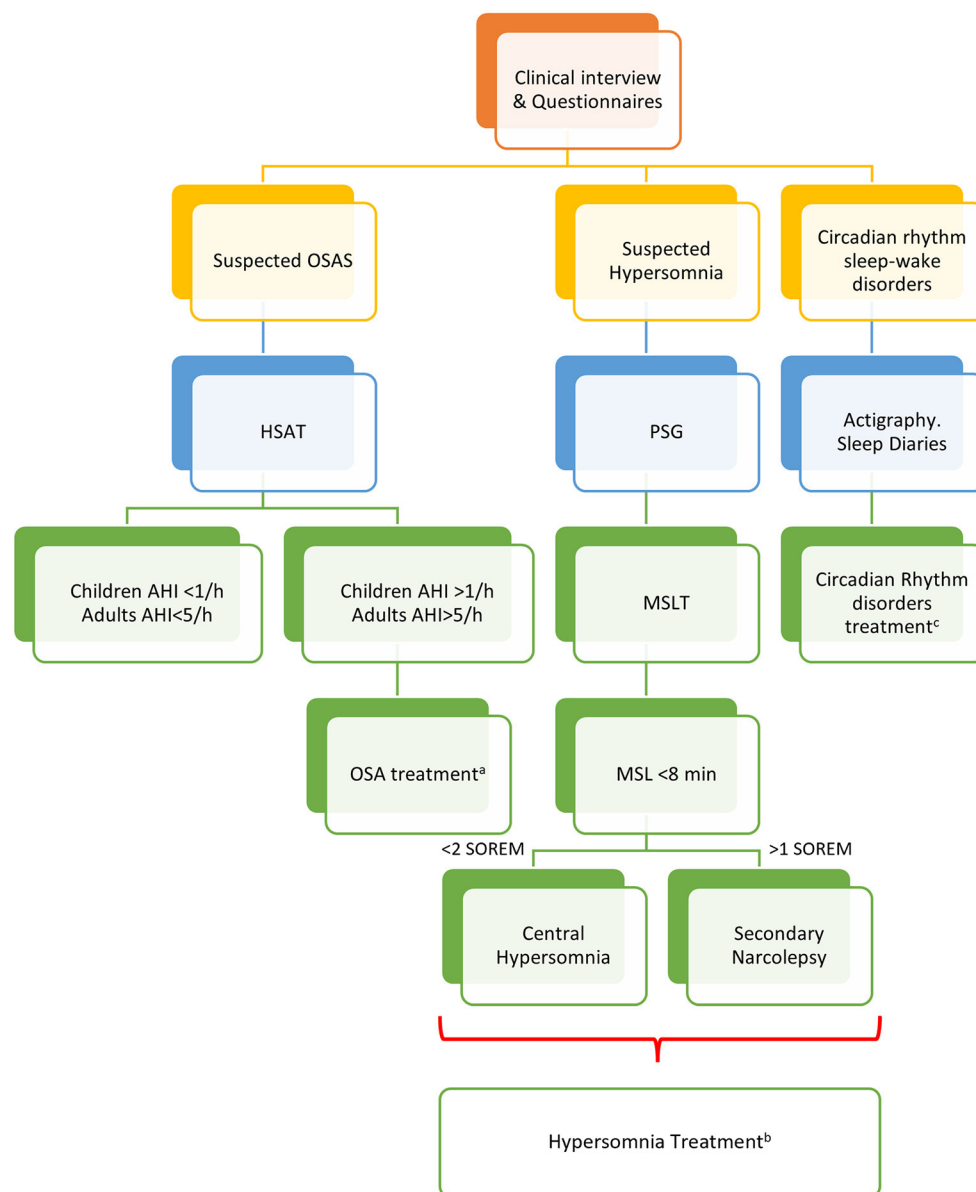 Clinical interview
& Questionnaires
Suspected OSAS
Suspected
Hypersomnia
Circadian rhythm
sleep-wake
disorders
HSAT
PSG
Actigraphy.
Sleep Diaries
Children AHI <1/h
Adults AHI<5/h
Children AHI >1/h
Adults AHI>5/h
MSLT
Circadian Rhythm
disorders
treatmentᶜ
OSA treatmentᵃ
MSL <8 min
<2 SOREM
>1 SOREM
Central
Hypersomnia
Secondary
Narcolepsy
Hypersomnia Treatmentᵇ